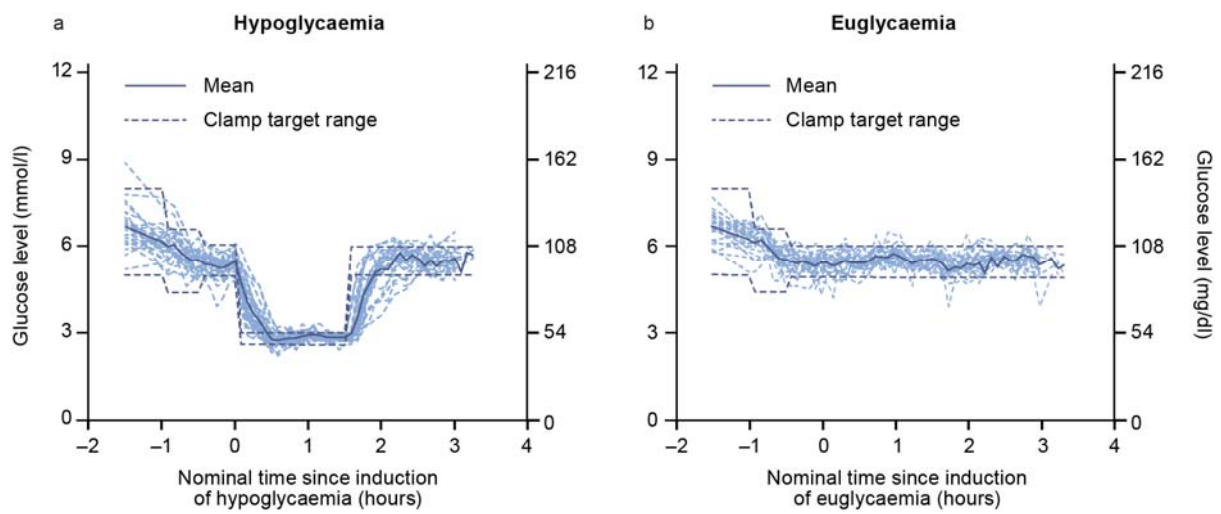 a
Hypoglycaemia
12
9
6
3
0
Glucose level (mmol/l)
Mean
Clamp target range
216
162
108
54
0
–2
–1
0
1
2
3
4
Nominal time since induction
of hypoglycaemia (hours)
b
Euglycaemia
12
9
6
3
0
Mean
Clamp target range
216
162
108
54
0
Glucose level (mg/dl)
–2
–1
0
1
2
3
4
Nominal time since induction
of euglycaemia (hours)